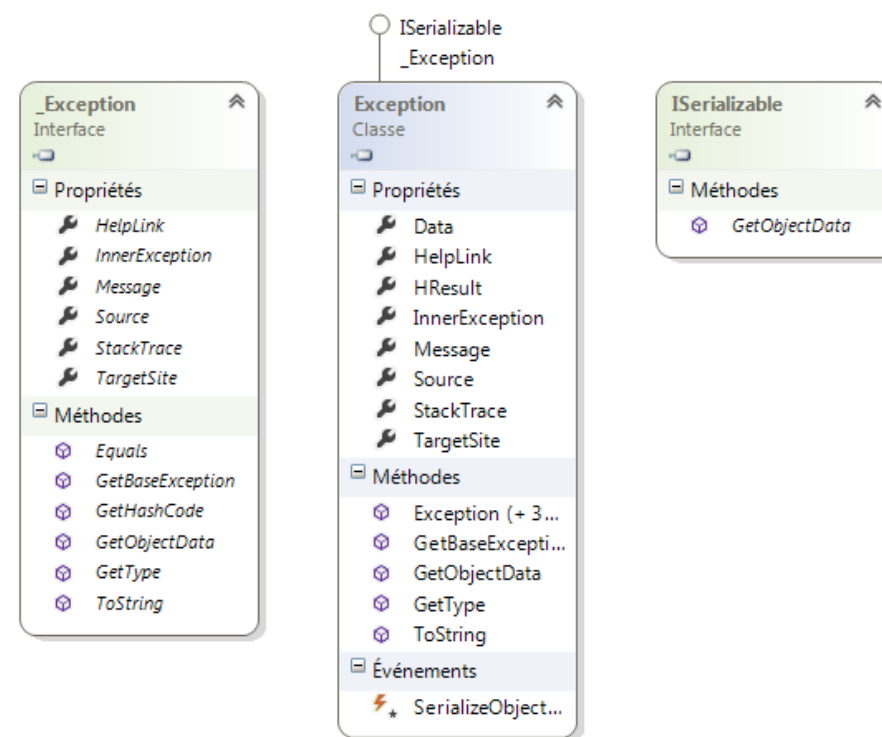 ISerializable
_Exception
_Exception
Interface
Propriétés
HelpLink
InnerException
Message
Source
StackTrace
TargetSite
Méthodes
Equals
GetBaseException
GetHashCode
GetObjectData
GetType
ToString
Exception
Classe
Propriétés
Data
HelpLink
HResult
InnerException
Message
Source
StackTrace
TargetSite
Méthodes
Exception (+ 3...
GetBaseExcepti...
GetObjectData
GetType
ToString
Événements
SerializeObject...
ISerializable
Interface
Méthodes
GetObjectData